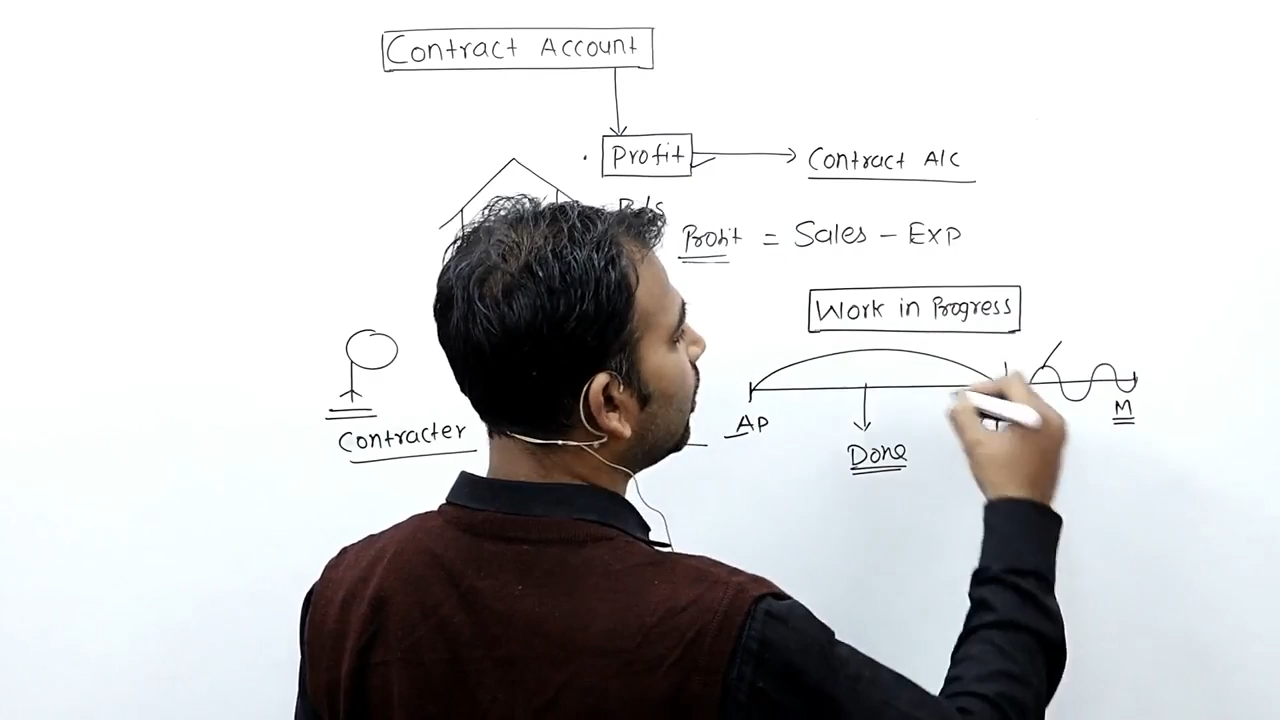 Contract Account
Profit
Contract A/C
Profit = Sales - Exp
Work in Progress
AP
M
Contracter
Done